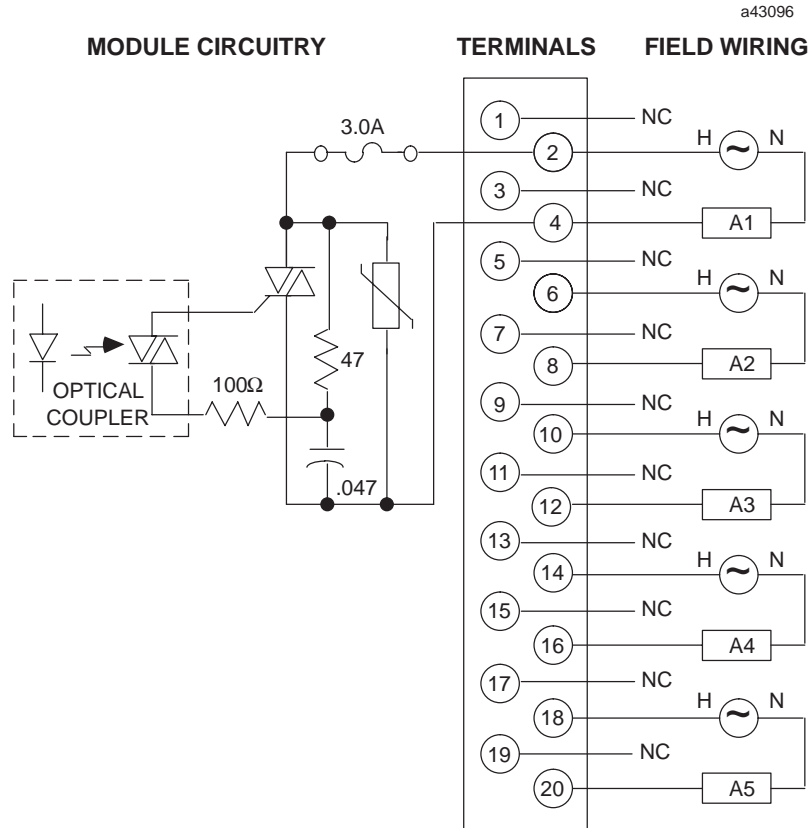 a43096
MODULE CIRCUITRY TERMINALS FIELD WIRING
1 NC
3.0A
2 H ~ N
3 NC
4 A1
5 NC
6 H ~ N
7 NC
8 A2
47
OPTICAL
COUPLER
100Ω
9 NC
10 H ~ N
11 NC
.047
12 A3
13 NC
14 H ~ N
15 NC
16 A4
17 NC
18 H ~ N
19 NC
20 A5